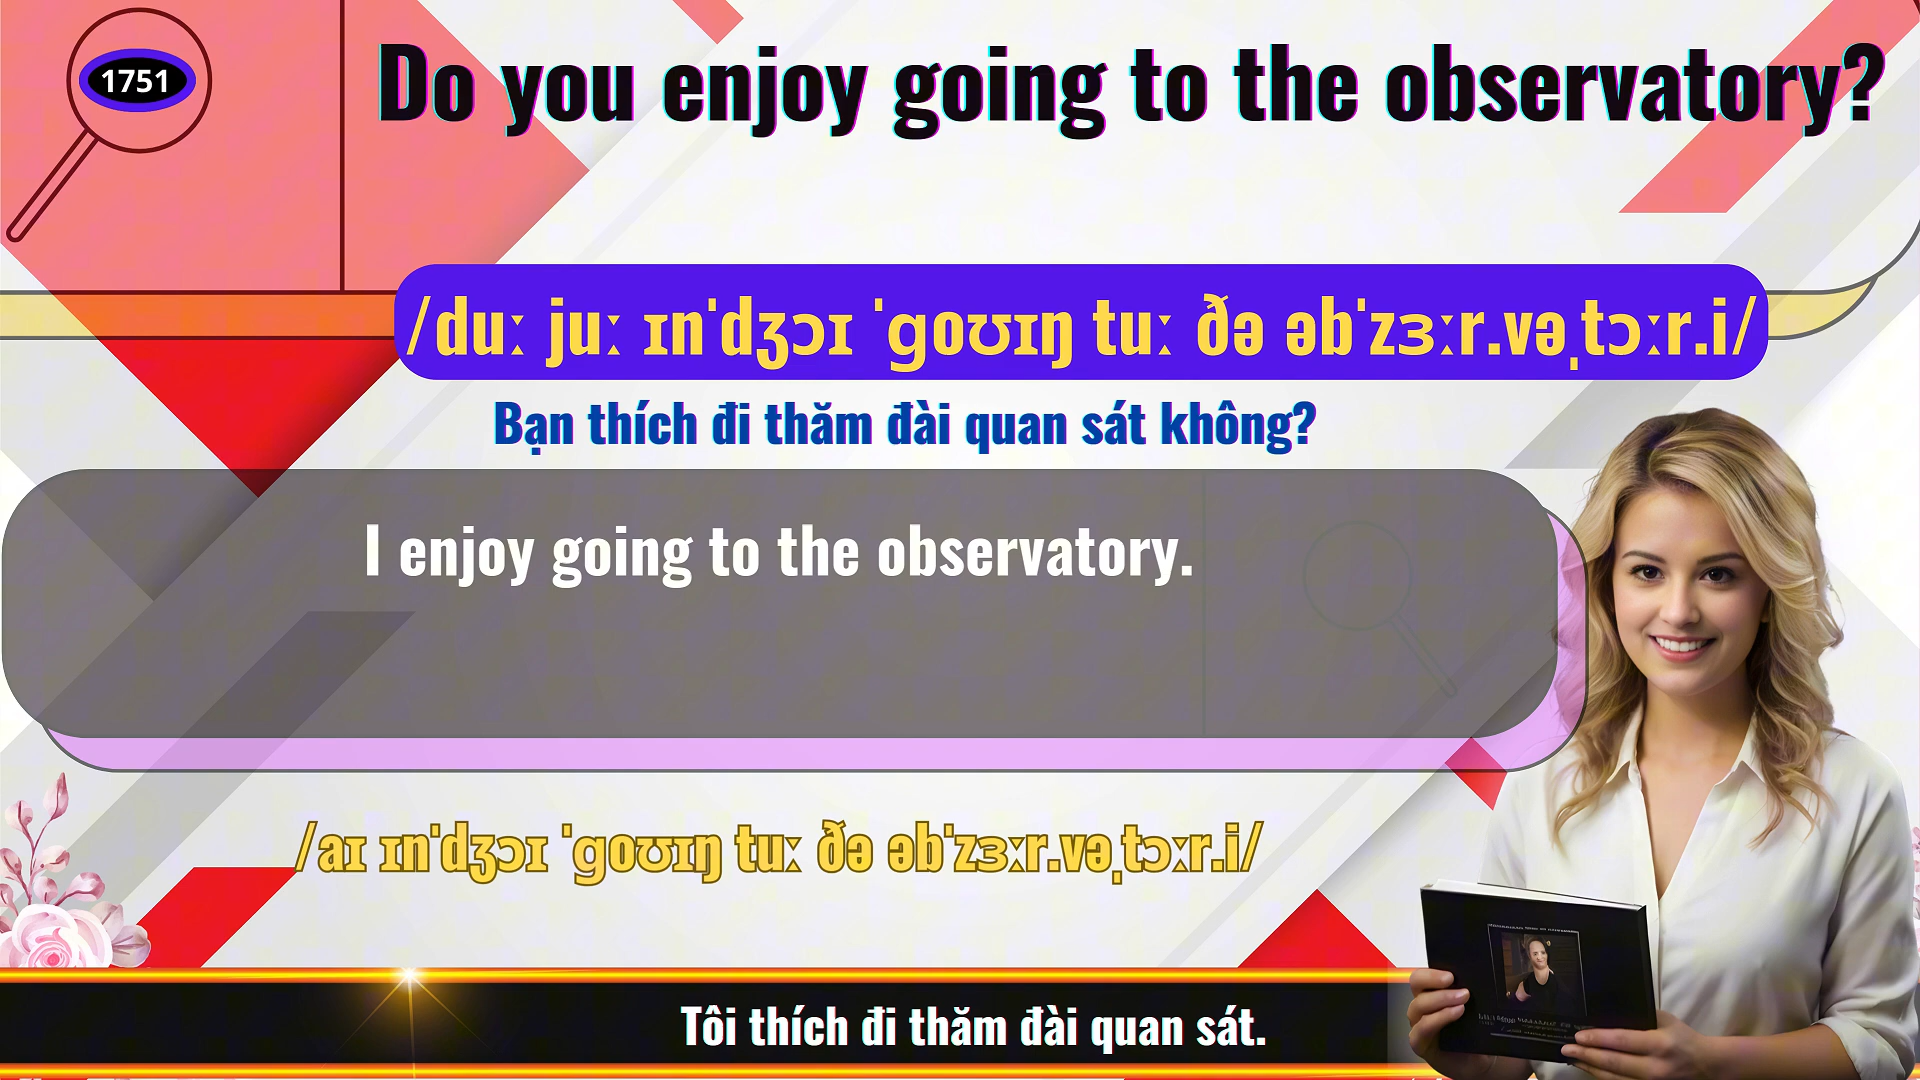 1751
Do you enjoy going to the observatory?
/duː juː ɪnˈdʒɔɪ ˈɡoʊɪŋ tuː ðə əbˈzɜːr.vəˌtɔːr.i/
Bạn thích đi thăm đài quan sát không?
I enjoy going to the observatory.
/aɪ ɪnˈdʒɔɪ ˈɡoʊɪŋ tuː ðə əbˈzɜːr.vəˌtɔːr.i/
Tôi thích đi thăm đài quan sát.